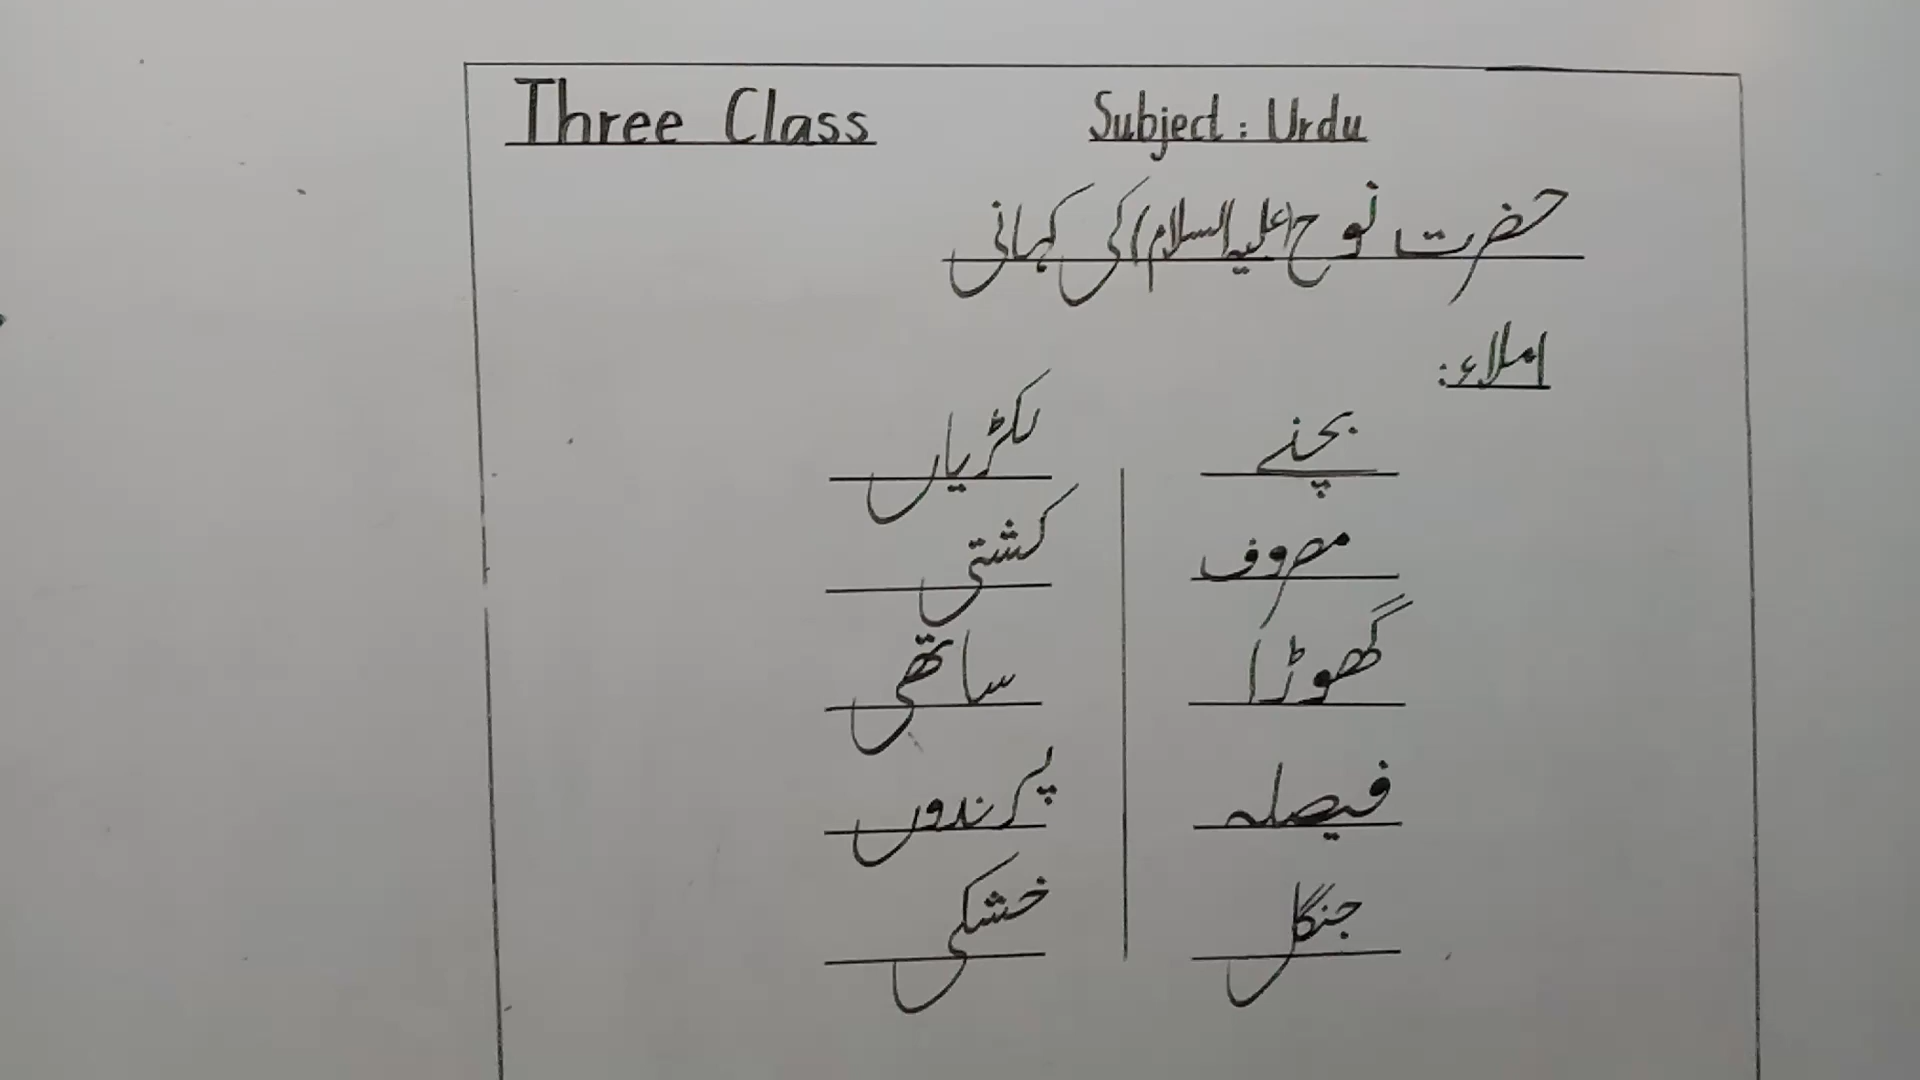 Three Class Subject : Urdu
حضرت نوح (علیہ السلام) کی کہانی
املاء:
بچنے لکڑیاں
مصروف کشتی
گھوڑا ساتھی
فیصلہ پرندوں
جنگل خشکی